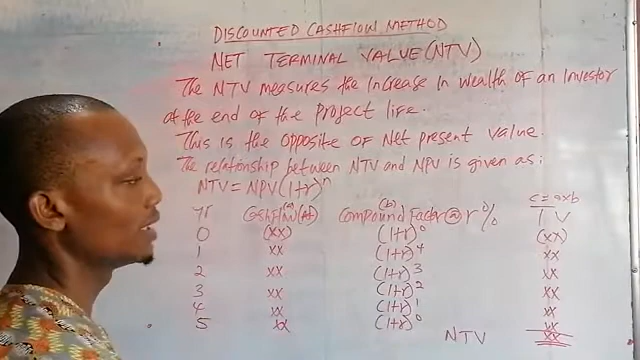 DISCOUNTED CASHFLOW METHOD
NET TERMINAL VALUE (NTV)
The NTV measures the Increase in Wealth OF an Investor
at the end of the Project life.
This is the opposite OF Net present value.
The relationship between NTV and NPV is given as:
NTV = NPV(1+r)^n
(a) (b) c = axb
Yr Cashflow(A#) Compound Factor@ r% TV
0 (xx) (1+r)^0 (xx)
1 xx (1+r)^4 xx
2 xx (1+r)^3 xx
3 xx (1+r)^2 xx
4 xx (1+r)^1 xx
5 xx (1+r)^0 xx
NTV xx